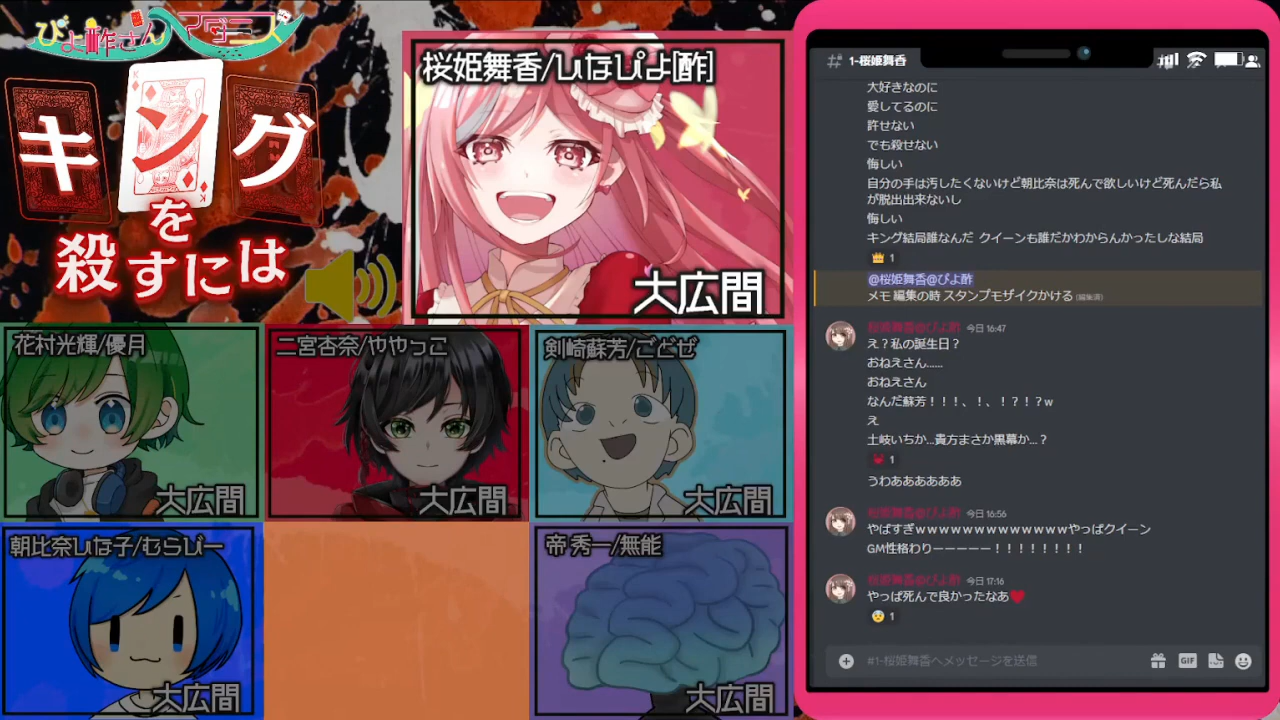 ぴよ酢さんへマダミス
キングを
殺すには
桜姫舞香/ひなぴよ[酢]
大広間
花村光輝/優月
大広間
二宮杏奈/ややっこ
大広間
剣崎蘇芳/ごどぜ
大広間
朝比奈ひな子/むらびー
大広間
帝 秀一/無能
大広間
# 1-桜姫舞香
大好きなのに
愛してるのに
許せない
でも殺せない
悔しい
自分の手は汚したくないけど朝比奈は死んで欲しいけど死んだら私
が脱出出来ないし
悔しい
キング結局誰なんだ クイーンも誰だかわからんかったしな結局
1
@桜姫舞香@ぴよ酢
メモ 編集の時 スタンプモザイクかける (編集済)
桜姫舞香@ぴよ酢 今日 16:47
え？私の誕生日？
おねえさん......
おねえさん
なんだ蘇芳！！！、！、！？！？w
え
土岐いちか...貴方まさか黒幕か...？
1
うわあああああああ
桜姫舞香@ぴよ酢 今日 16:56
やばすぎｗｗｗｗｗｗｗｗｗｗｗｗｗやっぱクイーン
GM性格わりーーーーー！！！！！！！！
桜姫舞香@ぴよ酢 今日 17:16
やっぱ死んで良かったなあ❤
1
#1-桜姫舞香へメッセージを送信
GIF